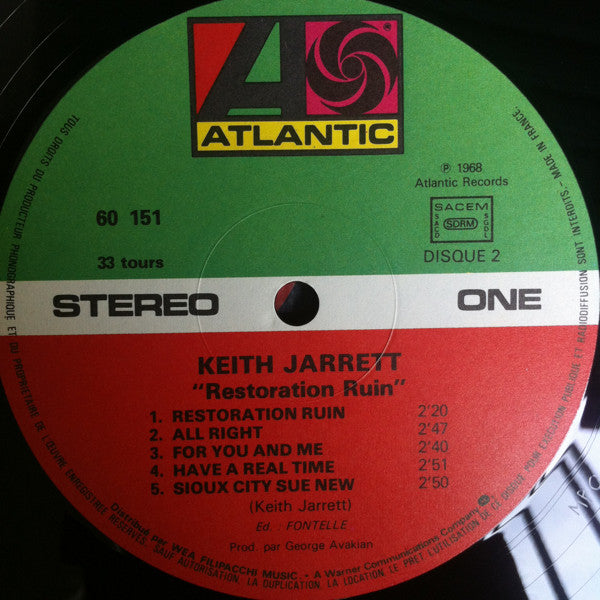 ATLANTIC
℗ 1968
Atlantic Records
60 151
SACEM
SACD
SDRM
SGDL
33 tours
DISQUE 2
STEREO
ONE
KEITH JARRETT
"Restoration Ruin"
1. RESTORATION RUIN 2'20
2. ALL RIGHT 2'47
3. FOR YOU AND ME 2'40
4. HAVE A REAL TIME 2'51
5. SIOUX CITY SUE NEW 2'50
(Keith Jarrett)
Ed. FONTELLE
Prod. par George Avakian
Distribué par WEA FILIPACCHI MUSIC. - A Warner Communications Company
TOUS DROITS DU PRODUCTEUR PHONOGRAPHIQUE ET DU PROPRIETAIRE DE L'ŒUVRE ENREGISTREE RESERVES. SAUF AUTORISATION, LA DUPLICATION, LA LOCATION, LE PRET, L'UTILISATION DE CE DISQUE POUR EXECUTION PUBLIQUE ET RADIODIFFUSION SONT INTERDITS - MADE IN FRANCE.